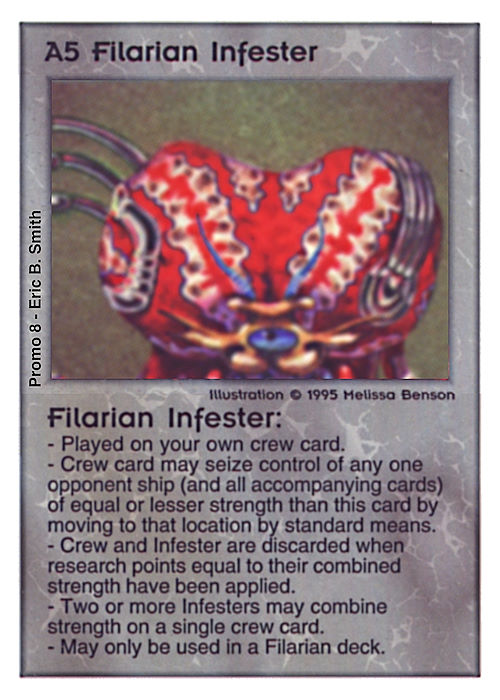 A5 Filarian Infester
Promo 8 - Eric B. Smith
Illustration © 1995 Melissa Benson
Filarian Infester:
- Played on your own crew card.
- Crew card may seize control of any one
opponent ship (and all accompanying cards)
of equal or lesser strength than this card by
moving to that location by standard means.
- Crew and Infester are discarded when
research points equal to their combined
strength have been applied.
- Two or more Infesters may combine
strength on a single crew card.
- May only be used in a Filarian deck.